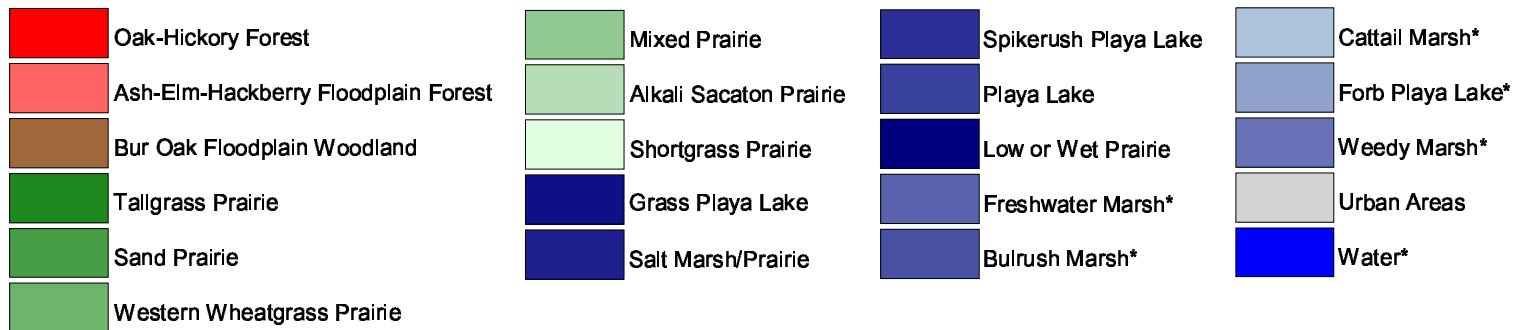 Oak-Hickory Forest
Ash-Elm-Hackberry Floodplain Forest
Bur Oak Floodplain Woodland
Tallgrass Prairie
Sand Prairie
Western Wheatgrass Prairie
Mixed Prairie
Alkali Sacaton Prairie
Shortgrass Prairie
Grass Playa Lake
Salt Marsh/Prairie
Spikerush Playa Lake
Playa Lake
Low or Wet Prairie
Freshwater Marsh*
Bulrush Marsh*
Cattail Marsh*
Forb Playa Lake*
Weedy Marsh*
Urban Areas
Water*